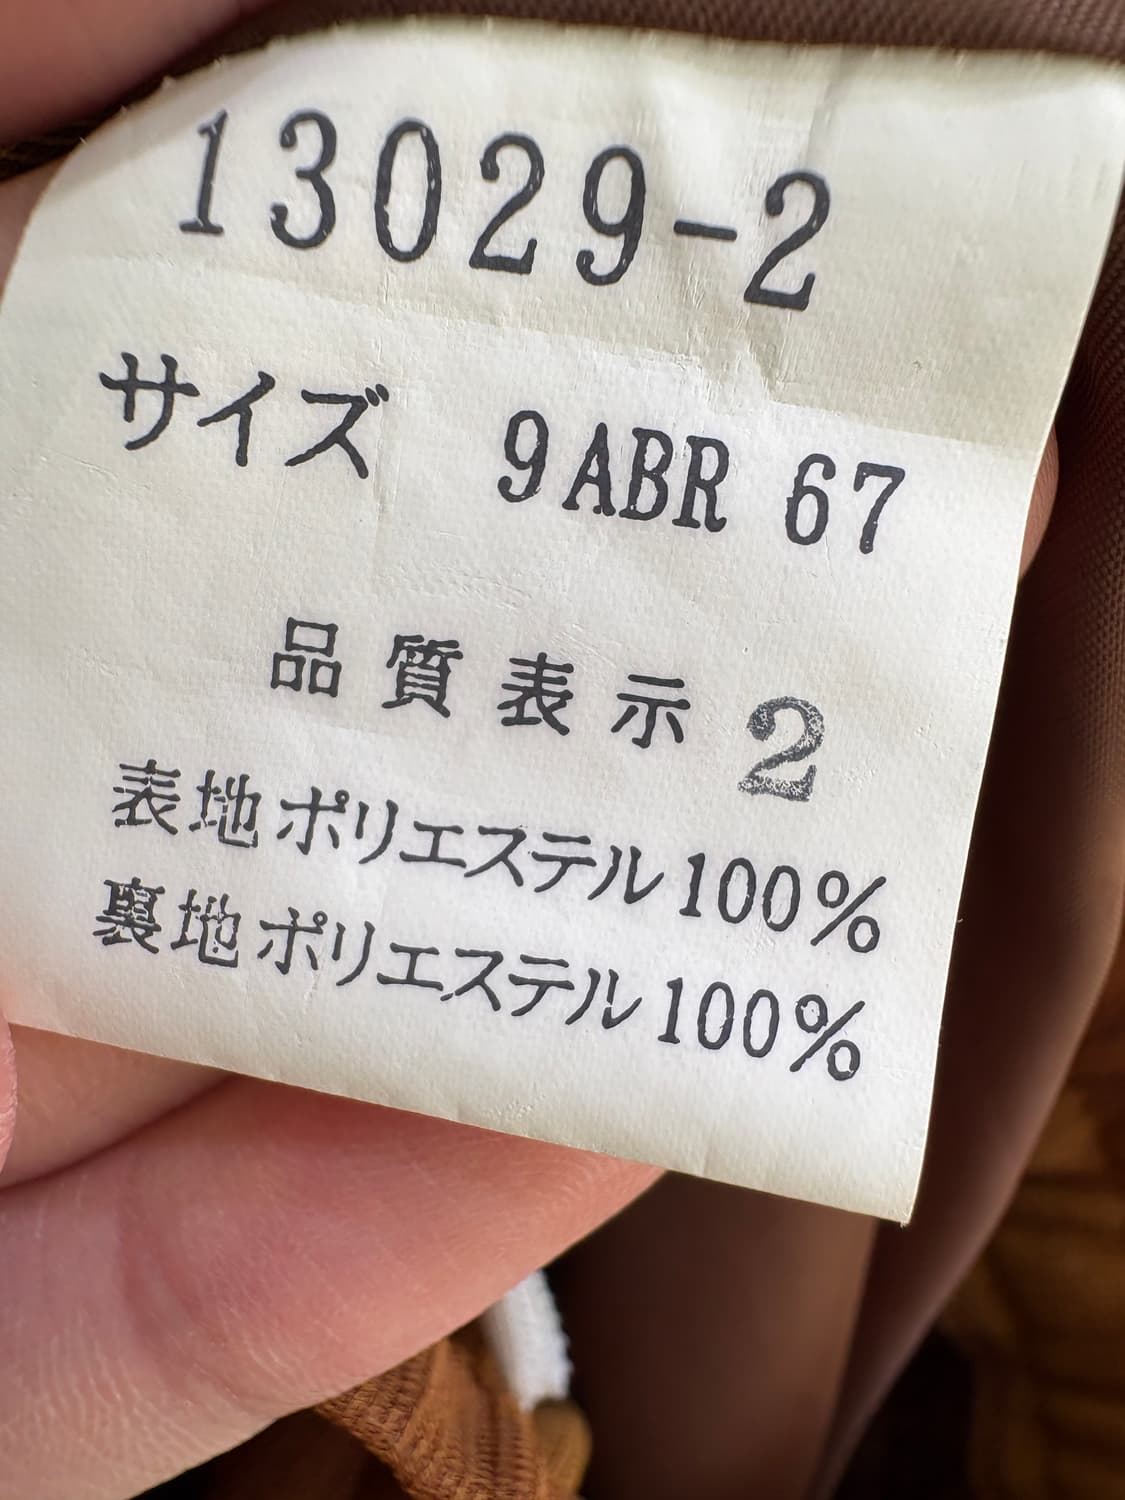 13029-2
サイズ 9ABR 67
品質表示 2
表地ポリエステル100%
裏地ポリエステル100%